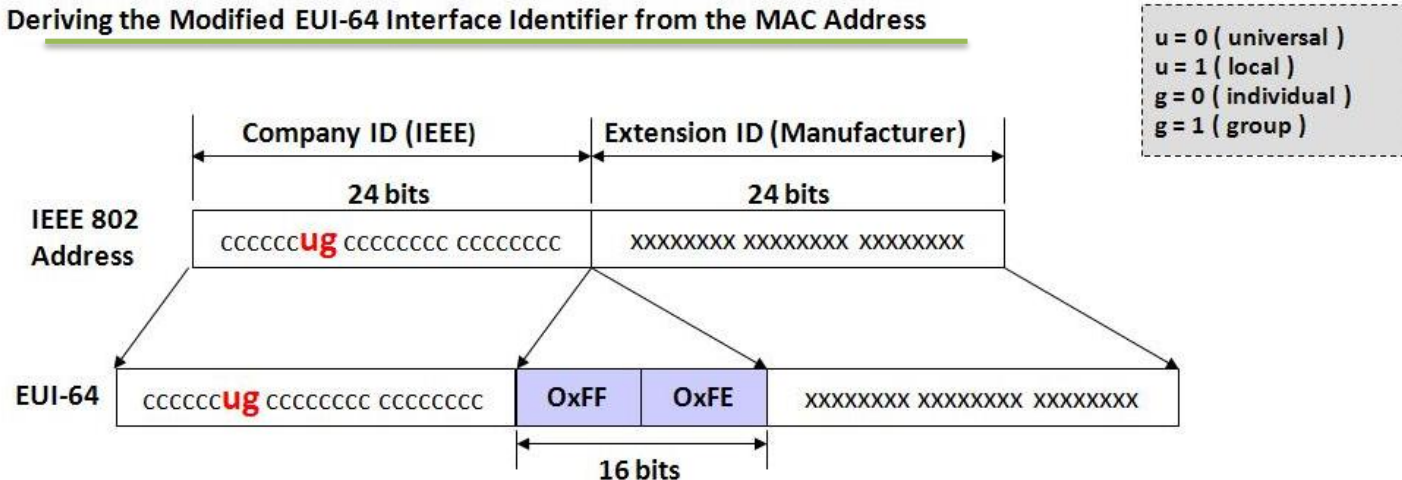 Deriving the Modified EUI-64 Interface Identifier from the MAC Address
u = 0 ( universal )
u = 1 ( local )
g = 0 ( individual )
g = 1 ( group )
Company ID (IEEE)
Extension ID (Manufacturer)
24 bits
24 bits
IEEE 802
Address
ccccccug cccccccc cccccccc
xxxxxxxx xxxxxxxx xxxxxxxx
EUI-64
ccccccug cccccccc cccccccc
OxFF
OxFE
xxxxxxxx xxxxxxxx xxxxxxxx
16 bits